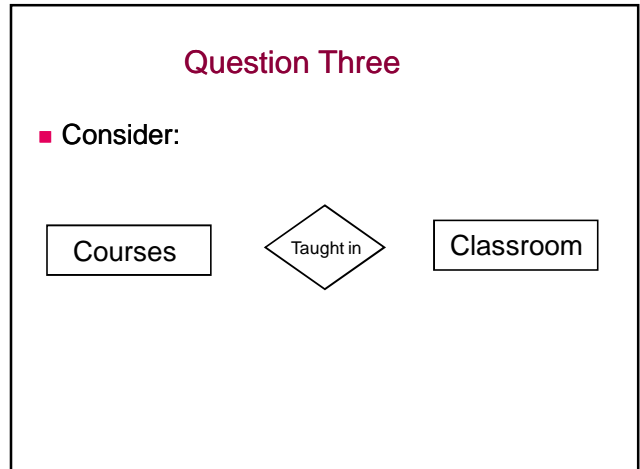 Question Three
Consider:
Courses
Taught in
Classroom